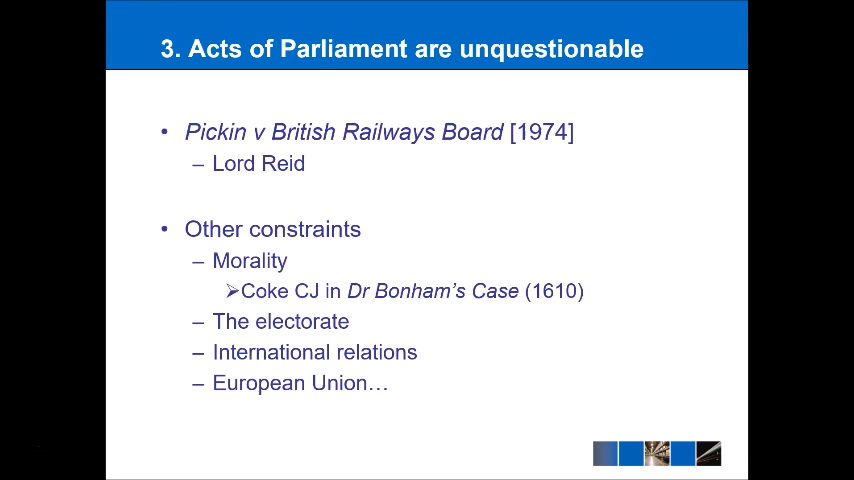 3. Acts of Parliament are unquestionable
• Pickin v British Railways Board [1974]
– Lord Reid
• Other constraints
– Morality
➢Coke CJ in Dr Bonham's Case (1610)
– The electorate
– International relations
– European Union…